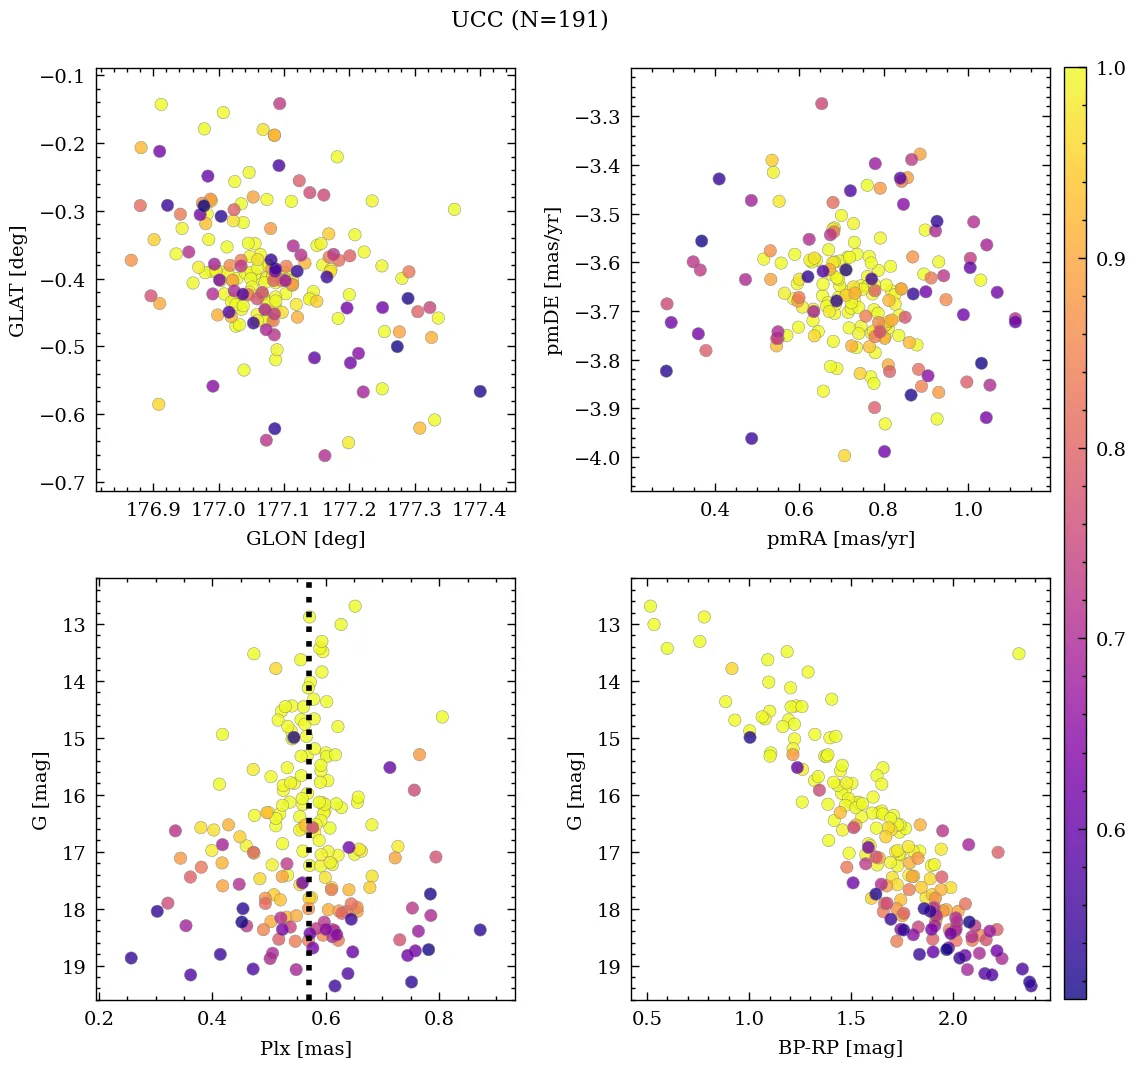 UCC (N=191)
−0.1
−0.2
−0.3
−0.4
−0.5
−0.6
−0.7
GLAT [deg]
176.9 177.0 177.1 177.2 177.3 177.4
GLON [deg]
−3.3
−3.4
−3.5
−3.6
−3.7
−3.8
−3.9
−4.0
pmDE [mas/yr]
0.4 0.6 0.8 1.0
pmRA [mas/yr]
1.0
0.9
0.8
0.7
0.6
13
14
15
16
17
18
19
G [mag]
0.2 0.4 0.6 0.8
Plx [mas]
13
14
15
16
17
18
19
G [mag]
0.5 1.0 1.5 2.0
BP-RP [mag]